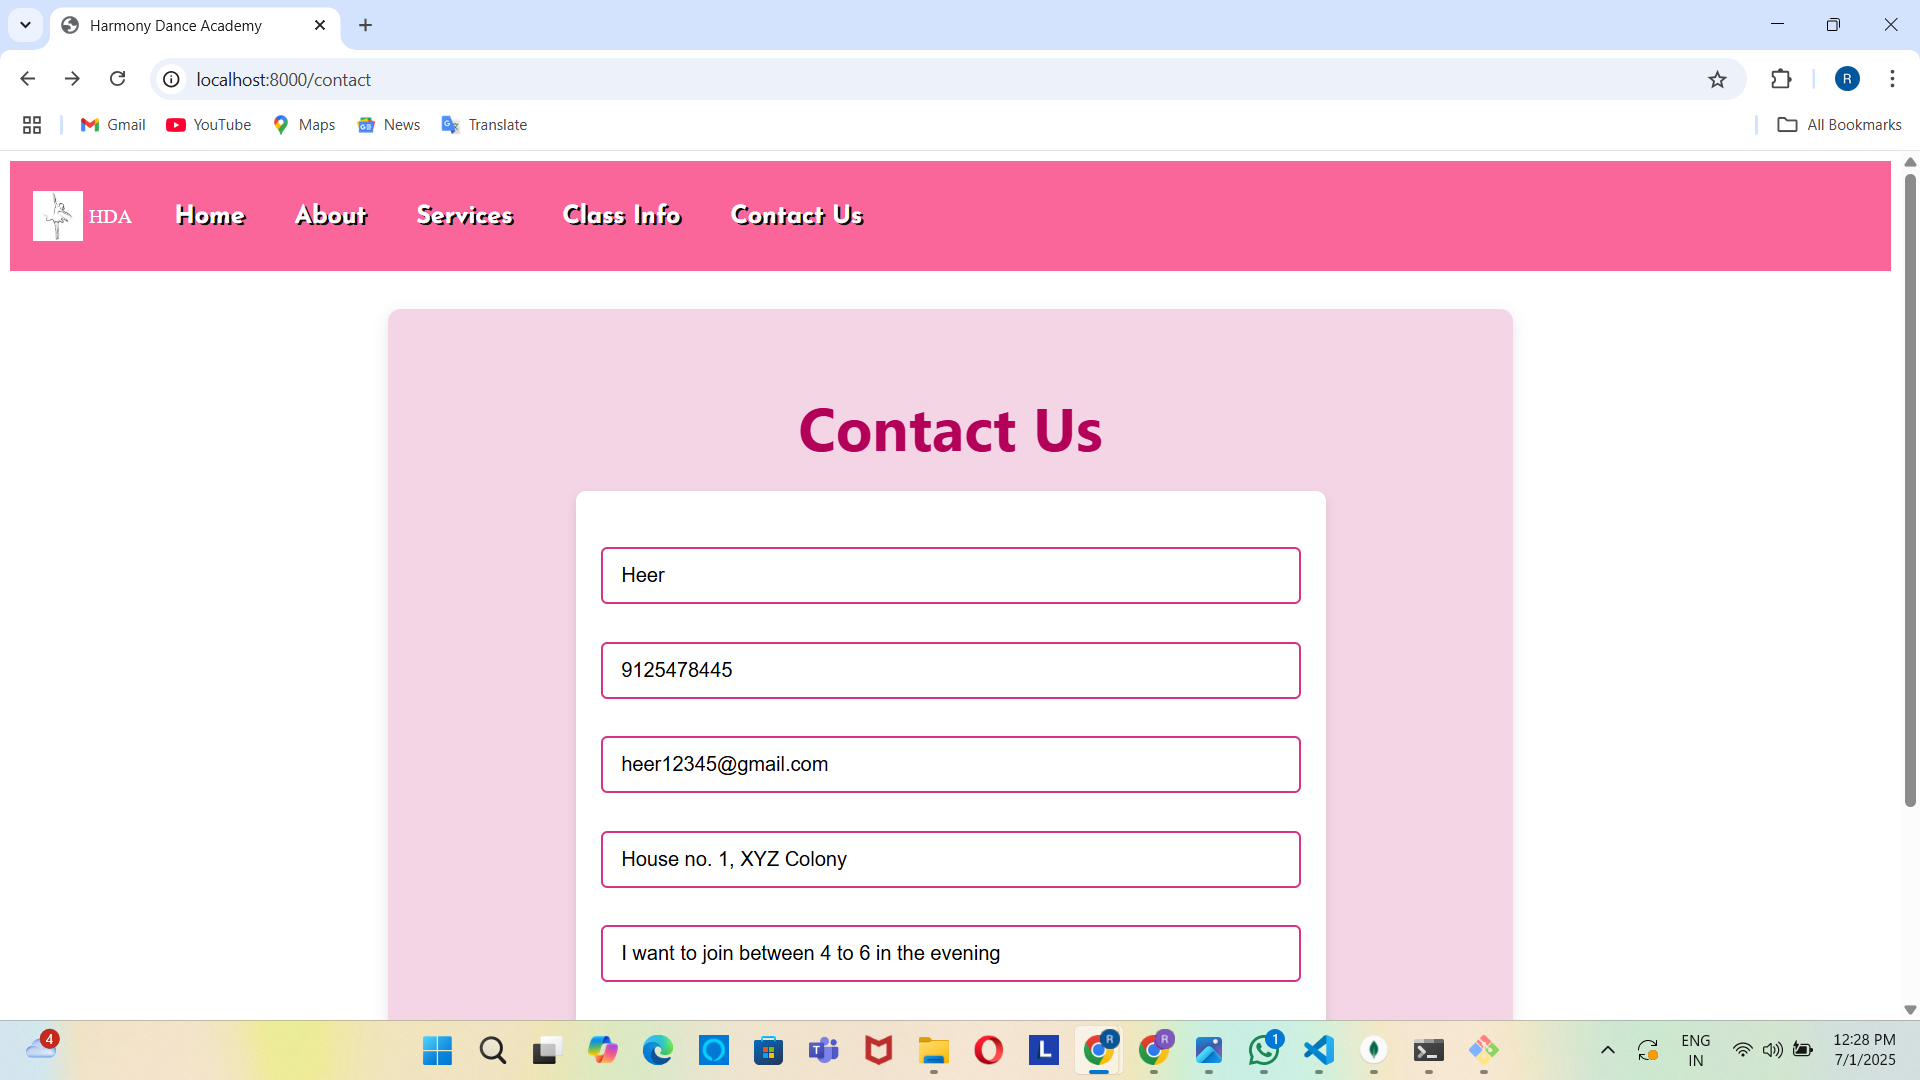 Harmony Dance Academy
localhost:8000/contact
R
Gmail
YouTube
Maps
News
Translate
All Bookmarks
HDA
Home
About
Services
Class Info
Contact Us
Contact Us
Heer
9125478445
heer12345@gmail.com
House no. 1, XYZ Colony
I want to join between 4 to 6 in the evening
4
L
R
R
1
ENG
IN
12:28 PM
7/1/2025